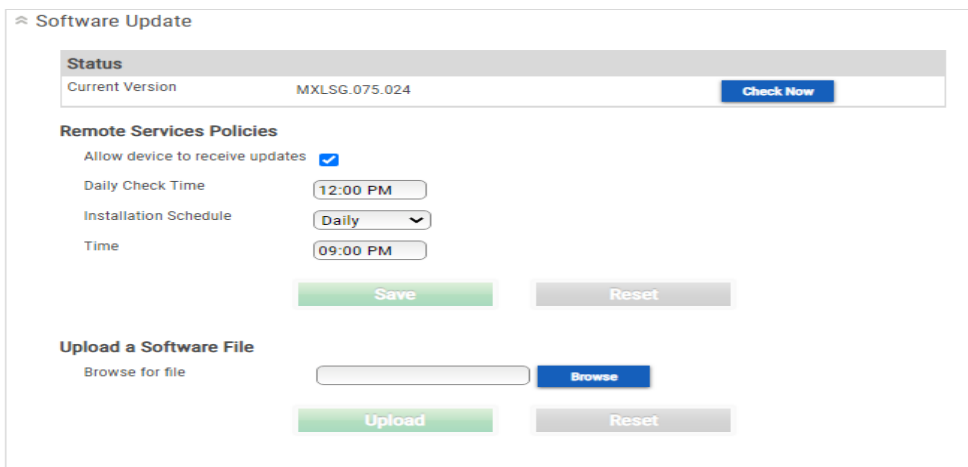 Software Update
Status
Current Version MXLSG.075.024 Check Now
Remote Services Policies
Allow device to receive updates
Daily Check Time 12:00 PM
Installation Schedule Daily
Time 09:00 PM
Save Reset
Upload a Software File
Browse for file Browse
Upload Reset